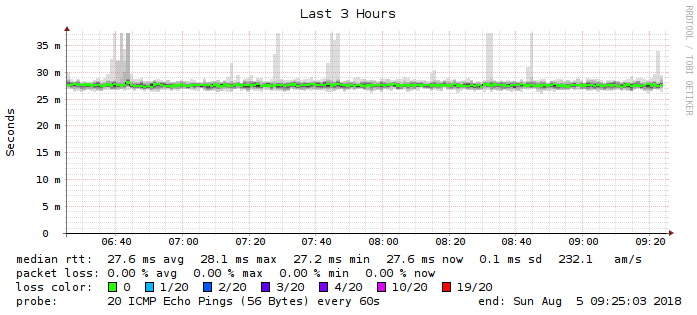 Last 3 Hours
RRDTOOL / TOBI OETIKER
Seconds
35 m
30 m
25 m
20 m
15 m
10 m
5 m
0
06:40 07:00 07:20 07:40 08:00 08:20 08:40 09:00 09:20
median rtt: 27.6 ms avg 28.1 ms max 27.2 ms min 27.6 ms now 0.1 ms sd 232.1 am/s
packet loss: 0.00 % avg 0.00 % max 0.00 % min 0.00 % now
loss color: 0 1/20 2/20 3/20 4/20 10/20 19/20
probe: 20 ICMP Echo Pings (56 Bytes) every 60s end: Sun Aug 5 09:25:03 2018